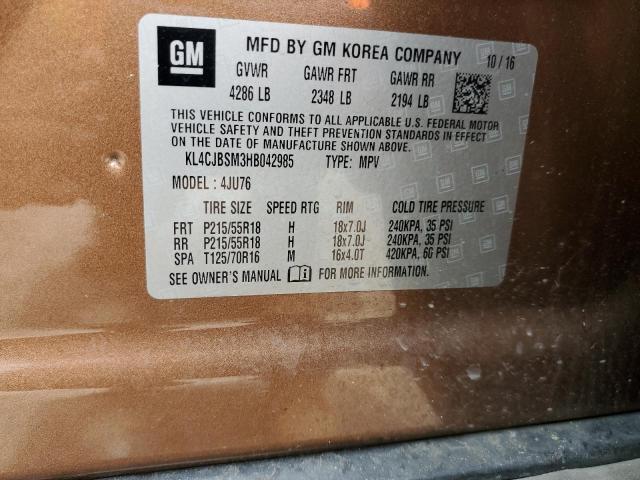 GM
MFD BY GM KOREA COMPANY 10/16
GVWR GAWR FRT GAWR RR
4286 LB 2348 LB 2194 LB
THIS VEHICLE CONFORMS TO ALL APPLICABLE U.S. FEDERAL MOTOR
VEHICLE SAFETY AND THEFT PREVENTION STANDARDS IN EFFECT
ON THE DATE OF MANUFACTURE SHOWN ABOVE.
KL4CJBSM3HB042985 TYPE: MPV
MODEL: 4JU76
TIRE SIZE SPEED RTG RIM COLD TIRE PRESSURE
FRT P215/55R18 H 18x7.0J 240KPA, 35 PSI
RR P215/55R18 H 18x7.0J 240KPA, 35 PSI
SPA T125/70R16 M 16x4.0T 420KPA, 60 PSI
SEE OWNER'S MANUAL FOR MORE INFORMATION.